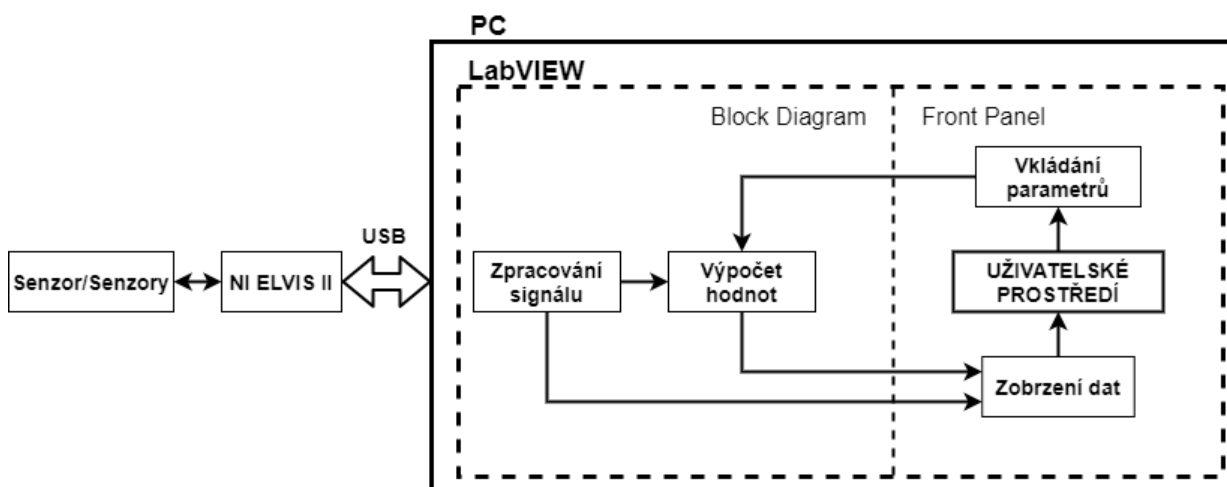 PC
LabVIEW
Block Diagram
Front Panel
Vkládání
parametrů
USB
Senzor/Senzory
NI ELVIS II
Zpracování
signálu
Výpočet
hodnot
UŽIVATELSKÉ
PROSTŘEDÍ
Zobrzení dat